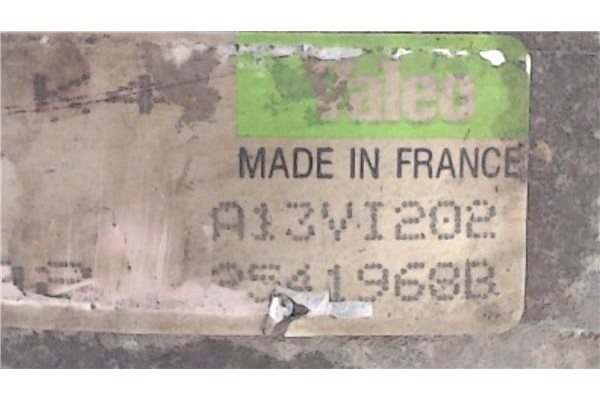 Valeo
MADE IN FRANCE
A13VI202
2541968B